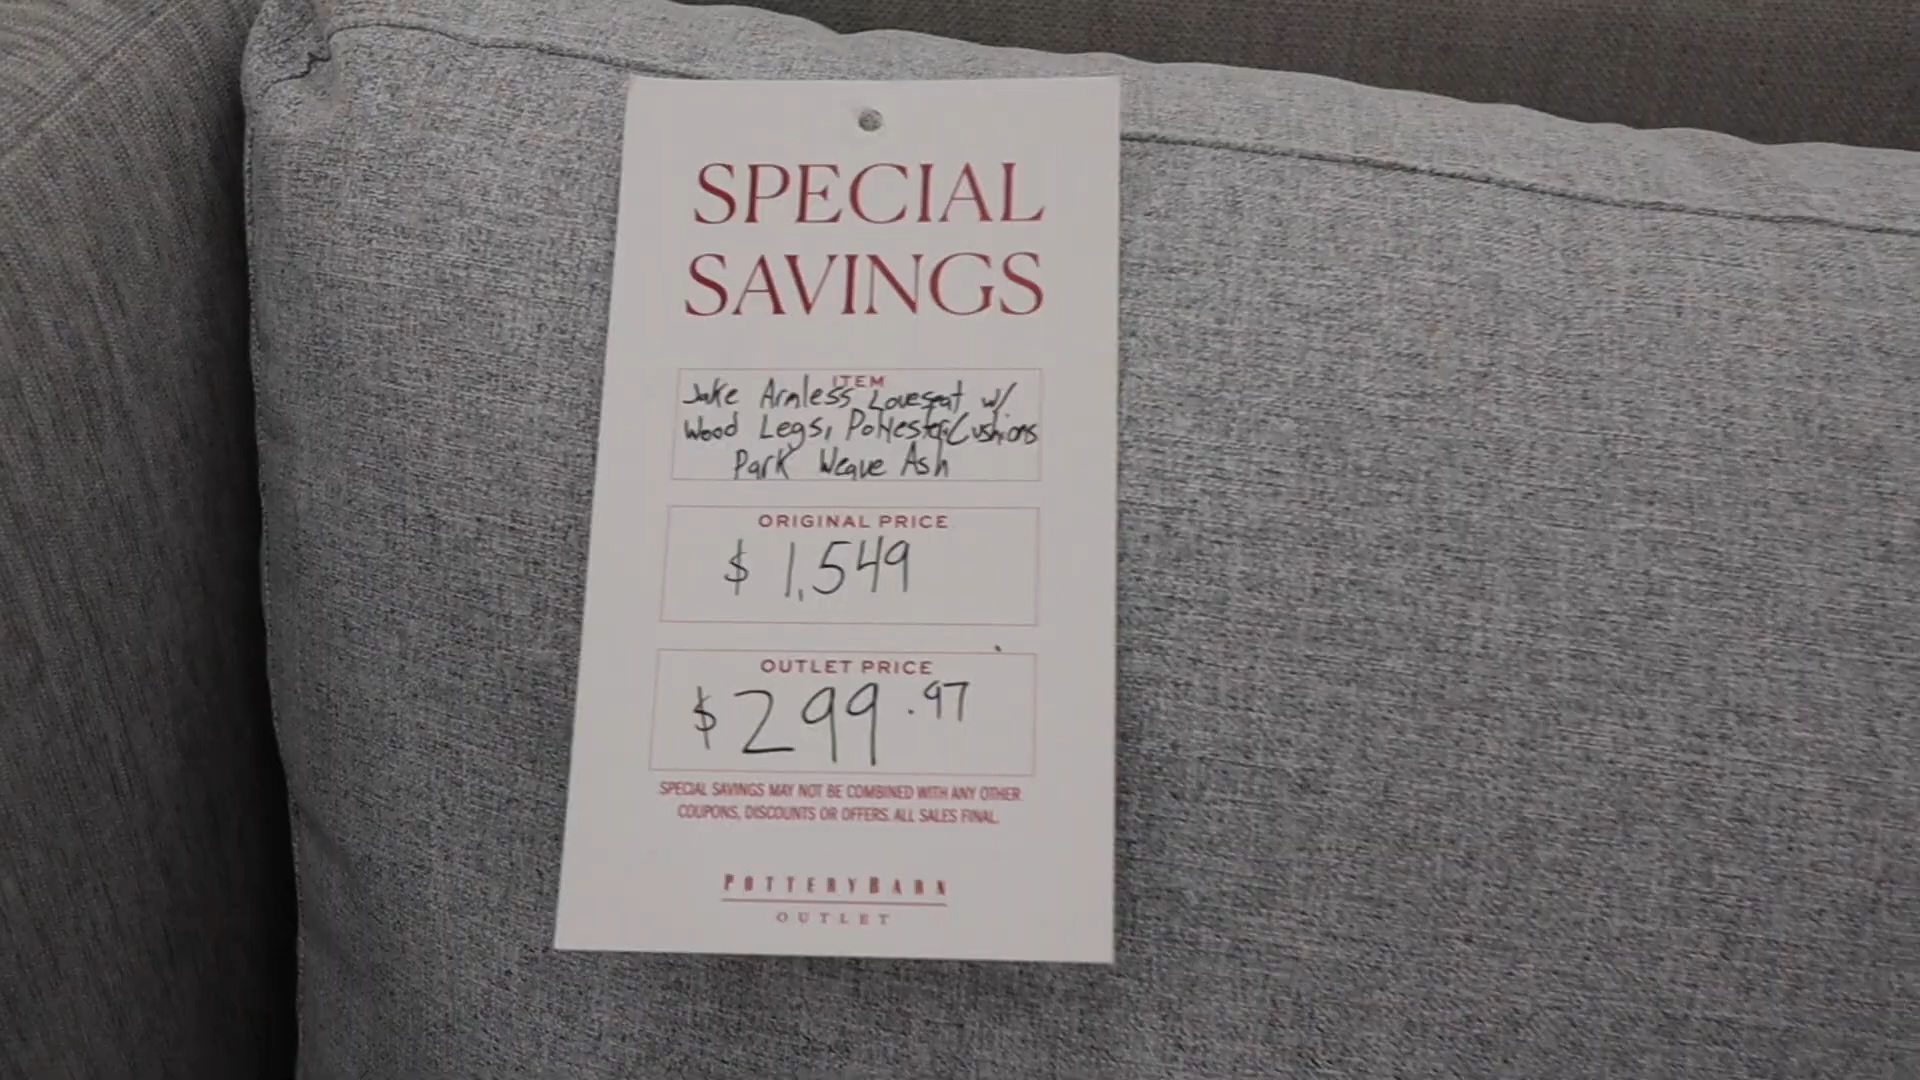 SPECIAL
SAVINGS
ITEM
Jake Armless Loveseat w/
Wood Legs, Polyester Cushions
Park Weave Ash
ORIGINAL PRICE
$ 1,549
OUTLET PRICE
$299.97
SPECIAL SAVINGS MAY NOT BE COMBINED WITH ANY OTHER
COUPONS, DISCOUNTS OR OFFERS. ALL SALES FINAL.
POTTERY BARN
OUTLET